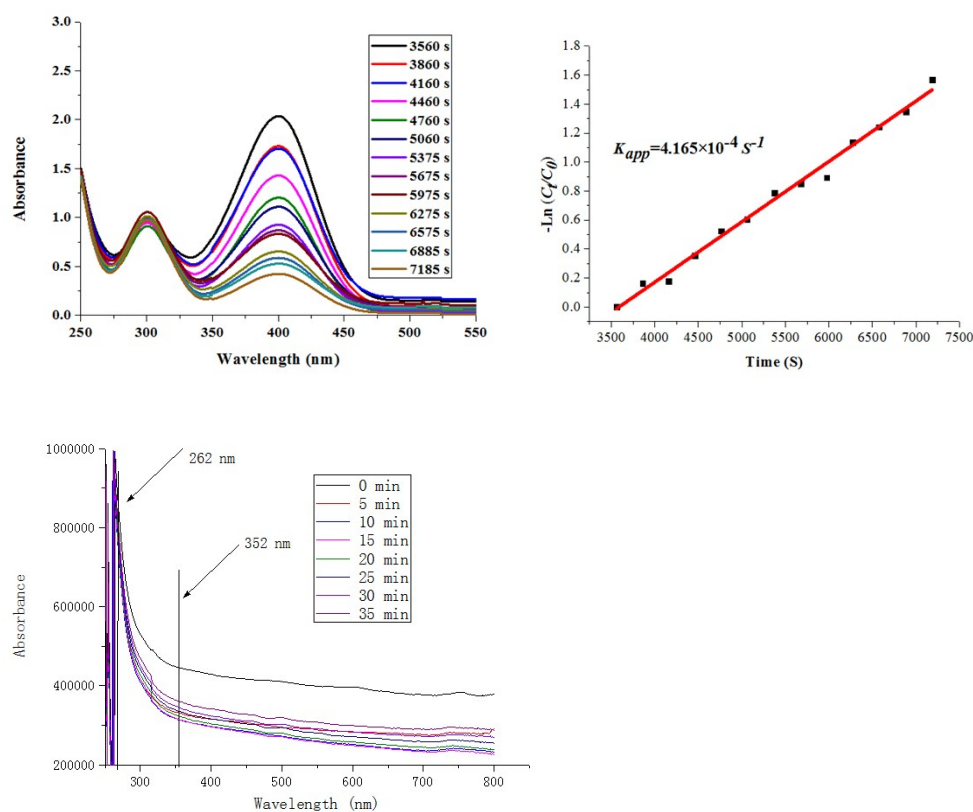 3.0
2.5
2.0
1.5
1.0
0.5
0.0
Absorbance
250 300 350 400 450 500 550
Wavelength (nm)
3560 s
3860 s
4160 s
4460 s
4760 s
5060 s
5375 s
5675 s
5975 s
6275 s
6575 s
6885 s
7185 s
1.8
1.6
1.4
1.2
1.0
0.8
0.6
0.4
0.2
0.0
-Ln (Ct/C0)
Kapp=4.165×10-4 S-1
3500 4000 4500 5000 5500 6000 6500 7000 7500
Time (S)
1000000
800000
600000
400000
200000
Absorbance
262 nm
352 nm
0 min
5 min
10 min
15 min
20 min
25 min
30 min
35 min
300 400 500 600 700 800
Wavelength (nm)